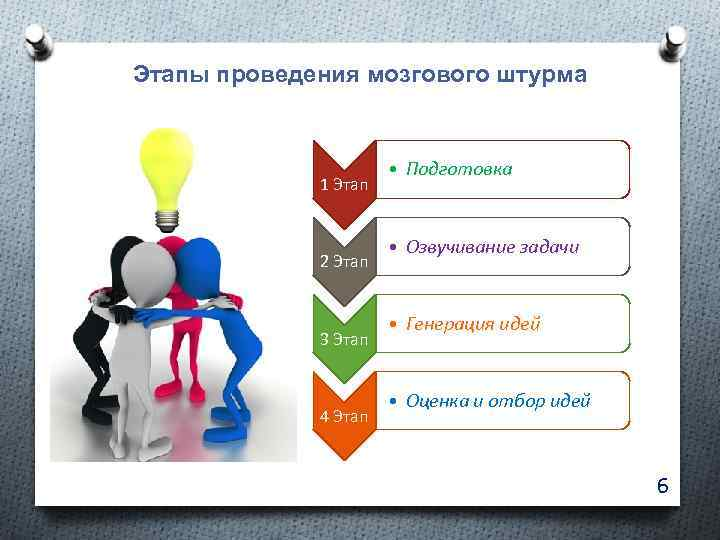 Этапы проведения мозгового штурма
1 Этап
• Подготовка
2 Этап
• Озвучивание задачи
3 Этап
• Генерация идей
4 Этап
• Оценка и отбор идей
6